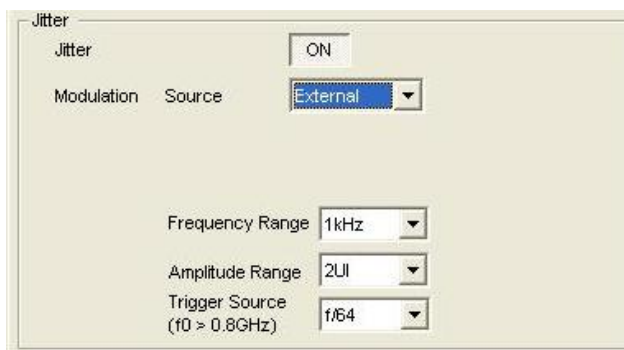 Jitter
Jitter ON
Modulation Source External
Frequency Range 1kHz
Amplitude Range 2UI
Trigger Source
(f0 > 0.8GHz) f/64